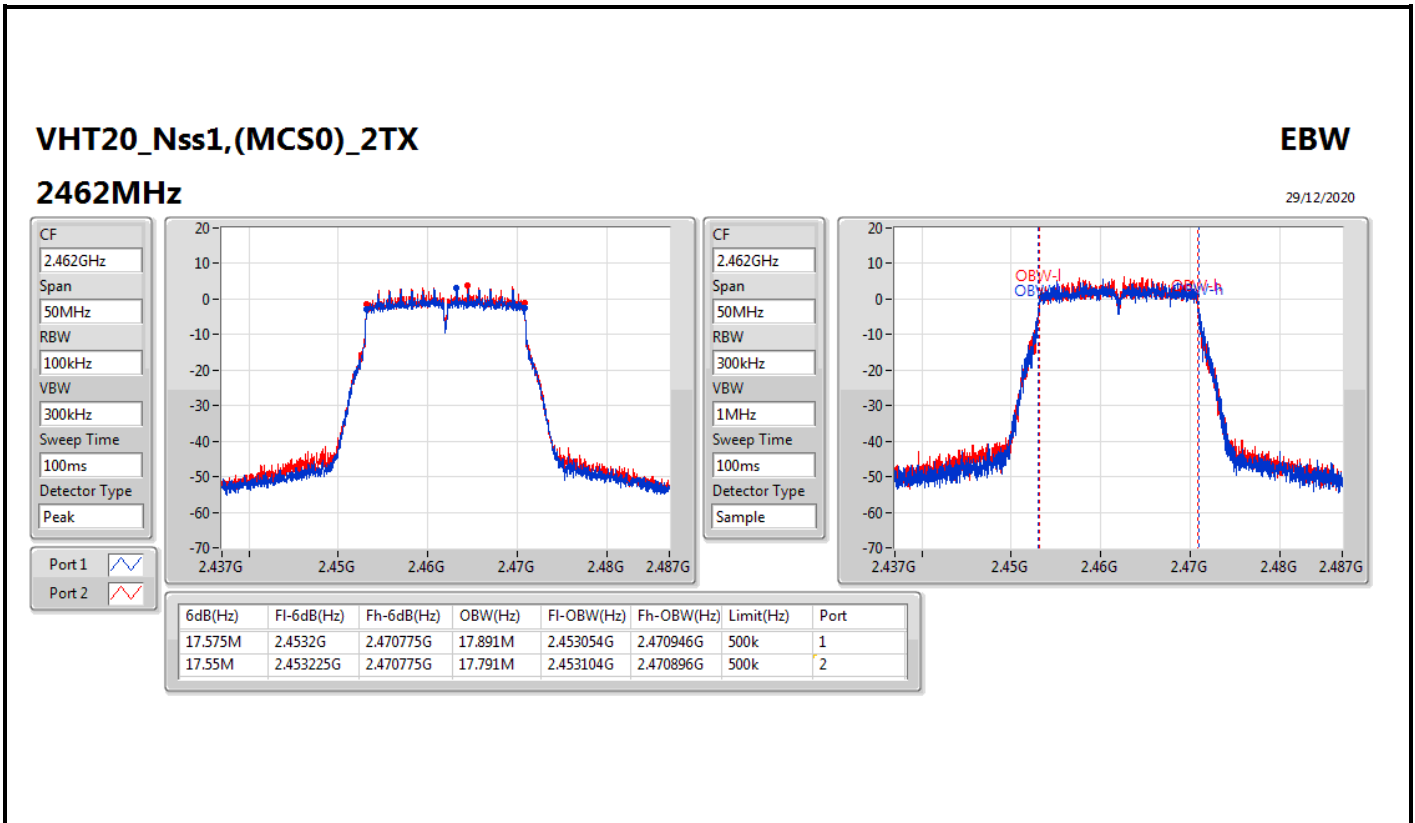 VHT20_Nss1,(MCS0)_2TX
EBW
2462MHz
29/12/2020
CF
2.462GHz
Span
50MHz
RBW
100kHz
VBW
300kHz
Sweep Time
100ms
Detector Type
Peak
Port 1
Port 2
20
10
0
-10
-20
-30
-40
-50
-60
-70
2.437G 2.45G 2.46G 2.47G 2.48G 2.487G
CF
2.462GHz
Span
50MHz
RBW
300kHz
VBW
1MHz
Sweep Time
100ms
Detector Type
Sample
20
10
0
-10
-20
-30
-40
-50
-60
-70
OBW-l
2.437G 2.45G 2.46G 2.47G 2.48G 2.487G
6dB(Hz) Fl-6dB(Hz) Fh-6dB(Hz) OBW(Hz) Fl-OBW(Hz) Fh-OBW(Hz) Limit(Hz) Port
17.575M 2.4532G 2.470775G 17.891M 2.453054G 2.470946G 500k 1
17.55M 2.453225G 2.470775G 17.791M 2.453104G 2.470896G 500k 2